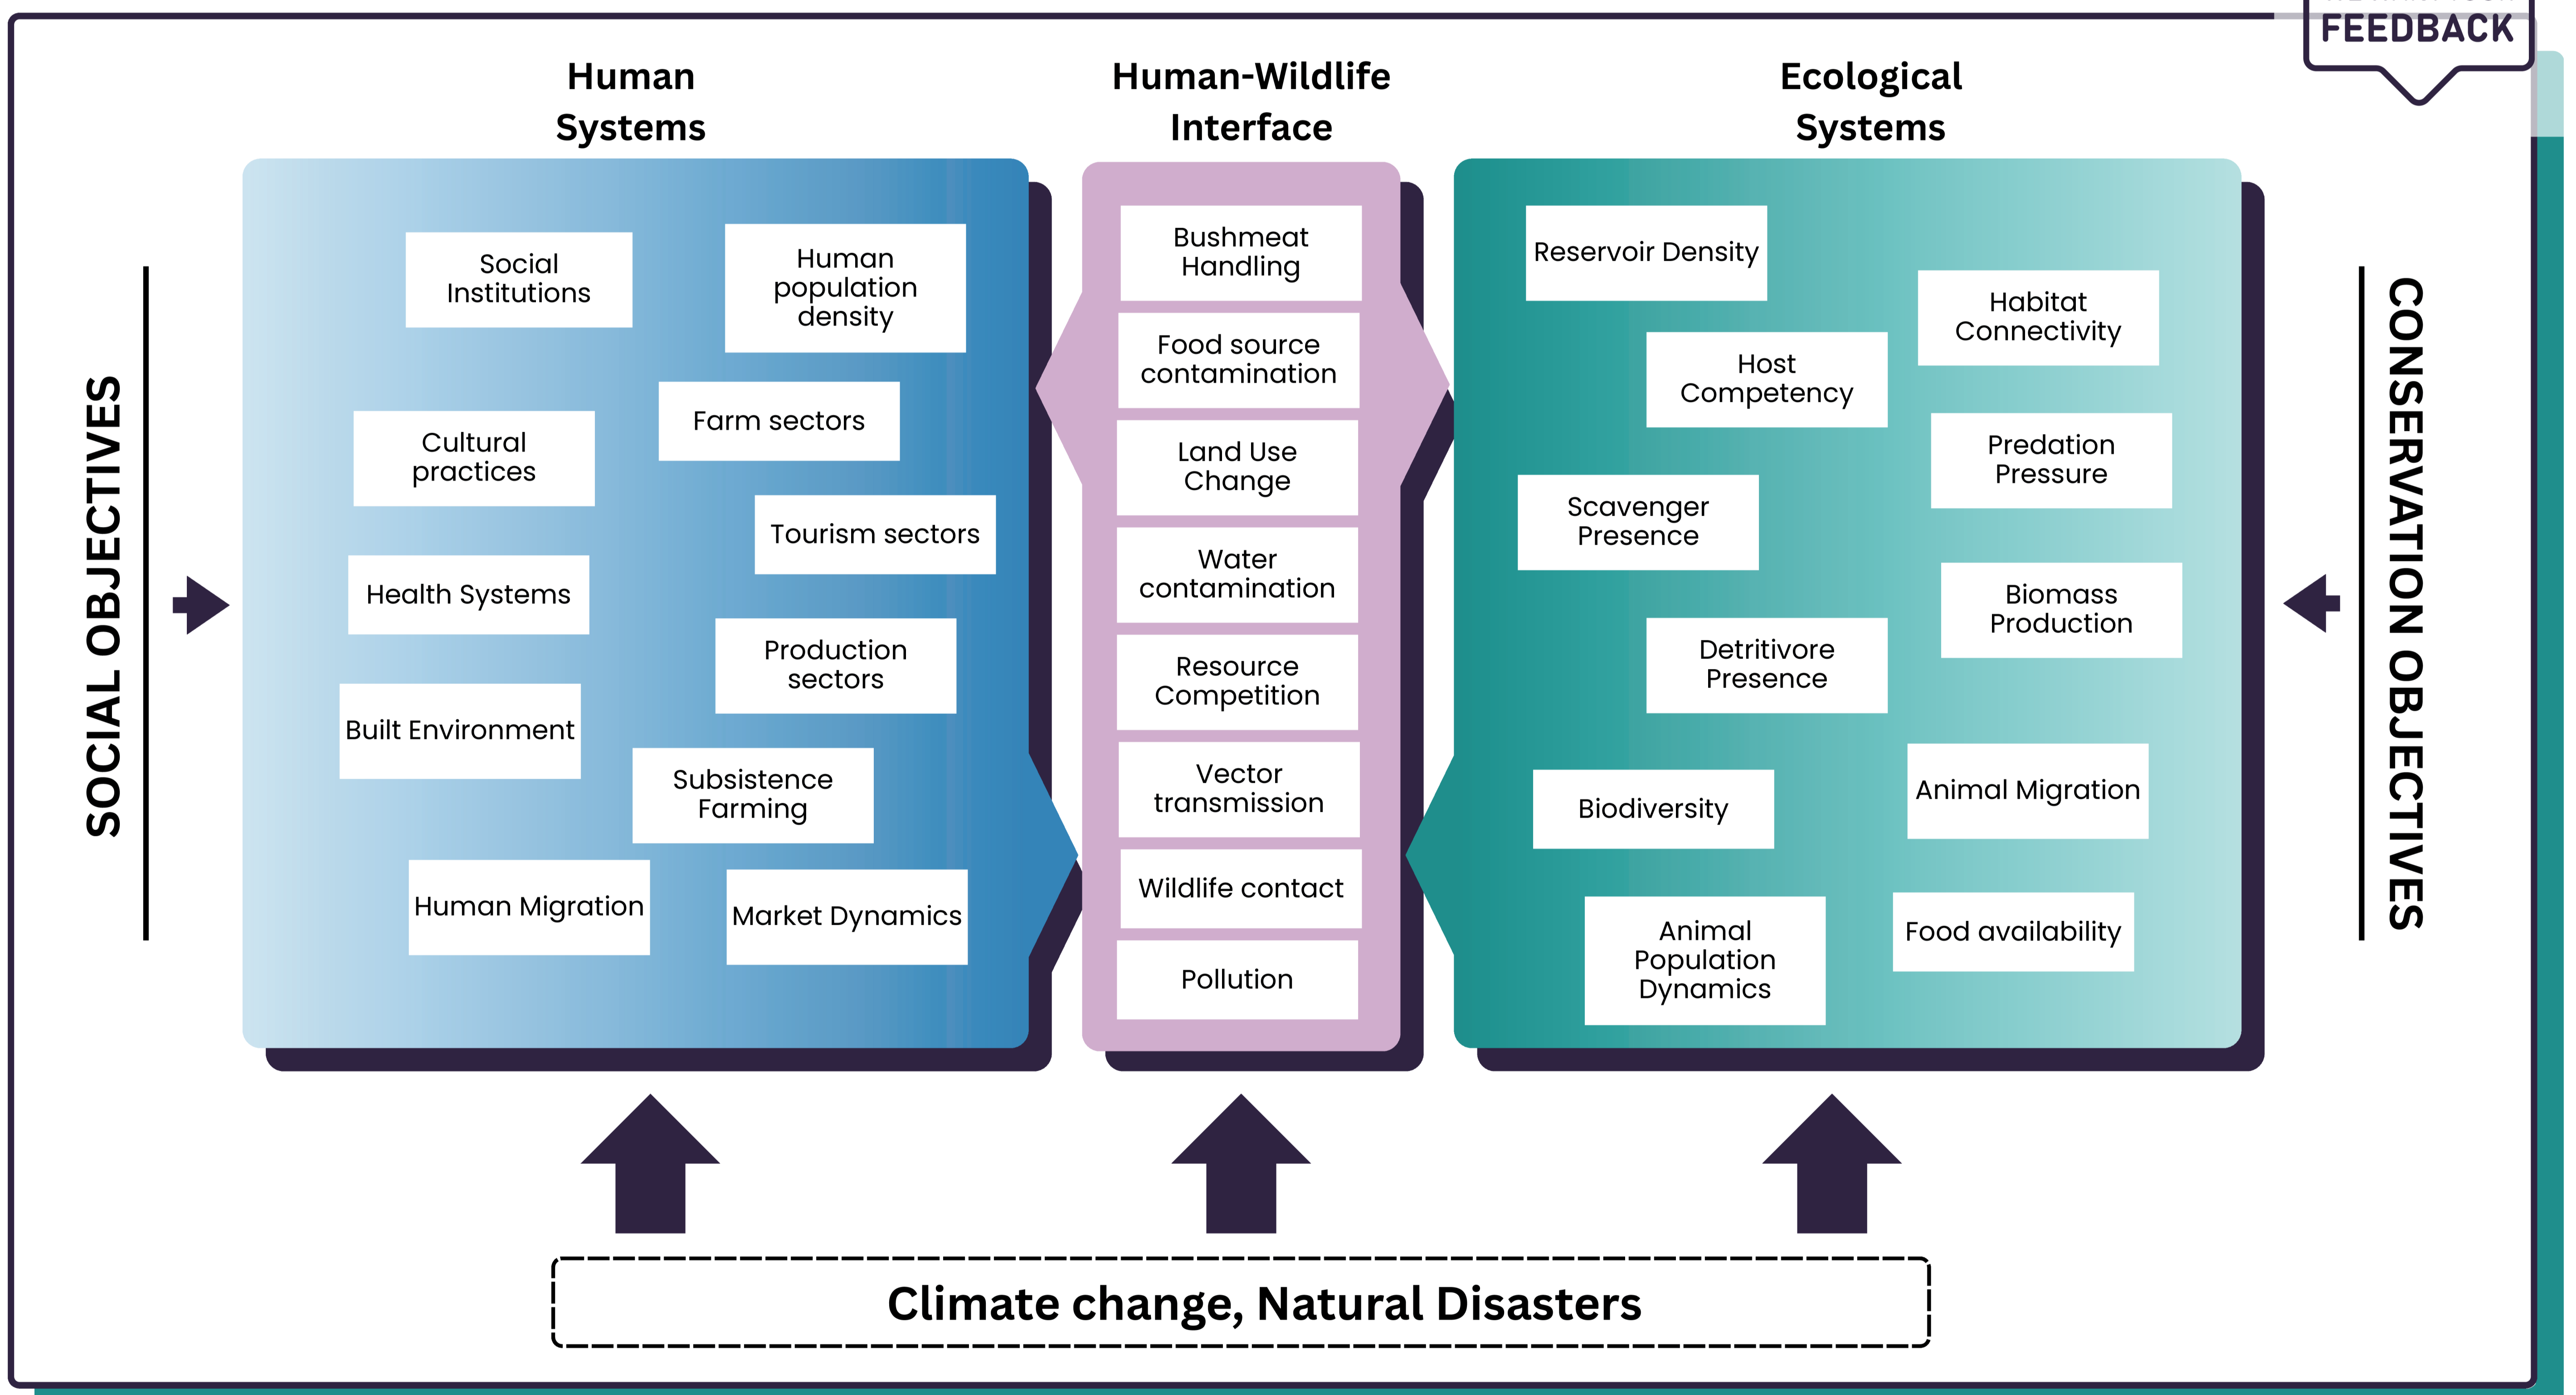 FEEDBACK
Human
Systems
Human-Wildlife
Interface
Ecological
Systems
SOCIAL OBJECTIVES
Social
Institutions
Human
population
density
Farm sectors
Cultural
practices
Tourism sectors
Health Systems
Production
sectors
Built Environment
Subsistence
Farming
Human Migration
Market Dynamics
Bushmeat
Handling
Food source
contamination
Land Use
Change
Water
contamination
Resource
Competition
Vector
transmission
Wildlife contact
Pollution
Reservoir Density
Habitat
Connectivity
Host
Competency
Predation
Pressure
Scavenger
Presence
Biomass
Production
Detritivore
Presence
Animal Migration
Biodiversity
Animal
Population
Dynamics
Food availability
CONSERVATION OBJECTIVES
Climate change, Natural Disasters